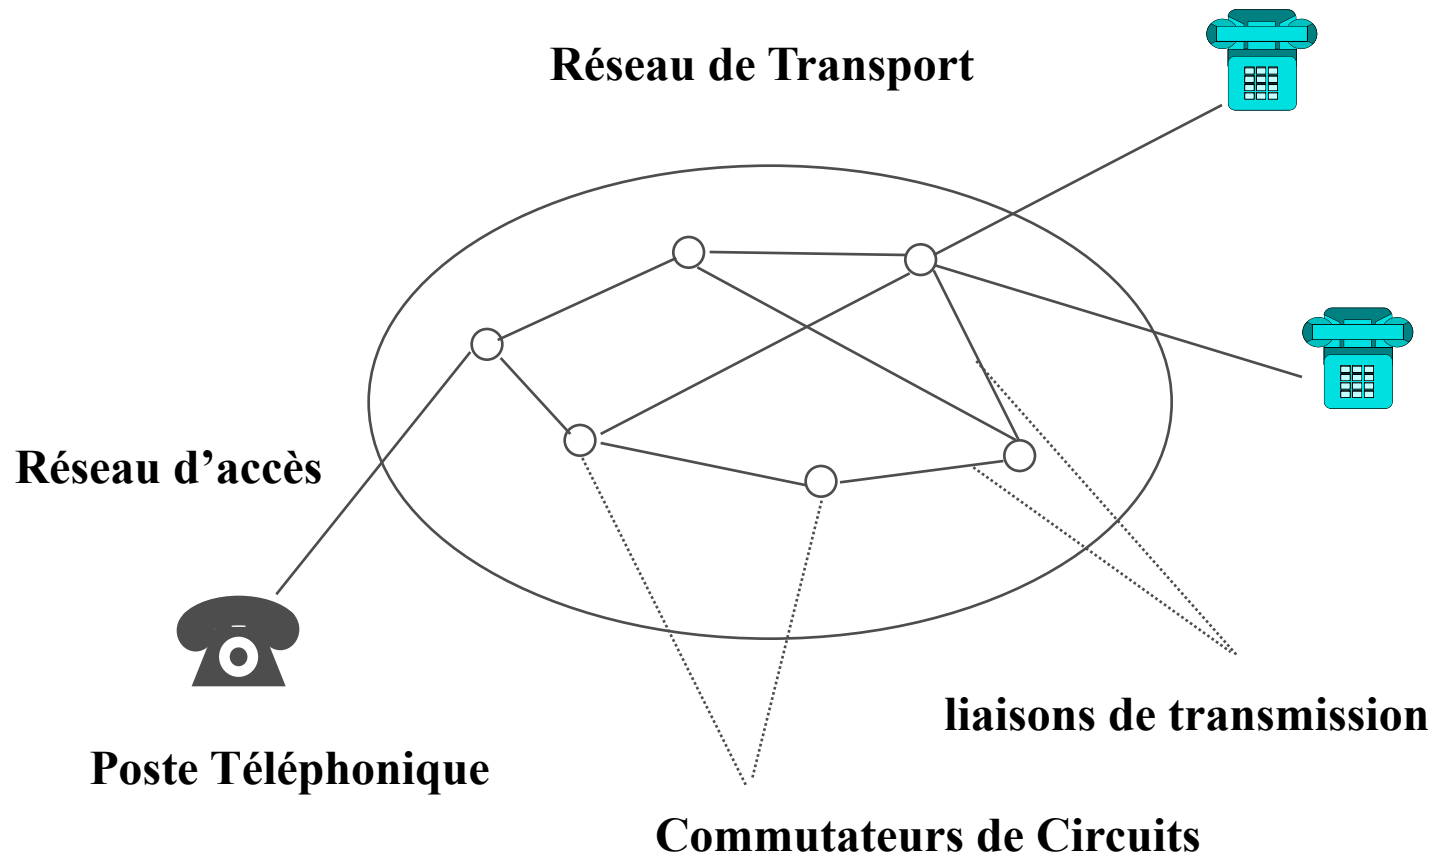 Réseau de Transport
Réseau d’accès
liaisons de transmission
Poste Téléphonique
Commutateurs de Circuits